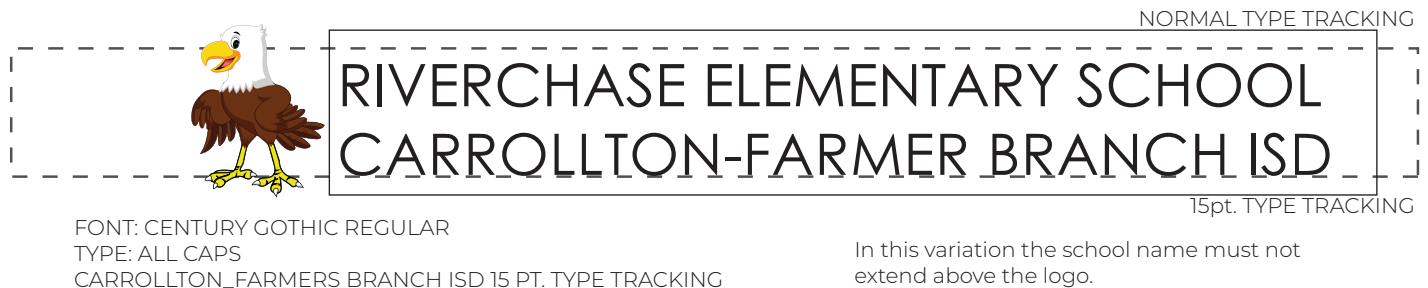 NORMAL TYPE TRACKING
RIVERCHASE ELEMENTARY SCHOOL
CARROLLTON-FARMER BRANCH ISD
15pt. TYPE TRACKING
FONT: CENTURY GOTHIC REGULAR
TYPE: ALL CAPS
CARROLLTON_FARMERS BRANCH ISD 15 PT. TYPE TRACKING
In this variation the school name must not
extend above the logo.